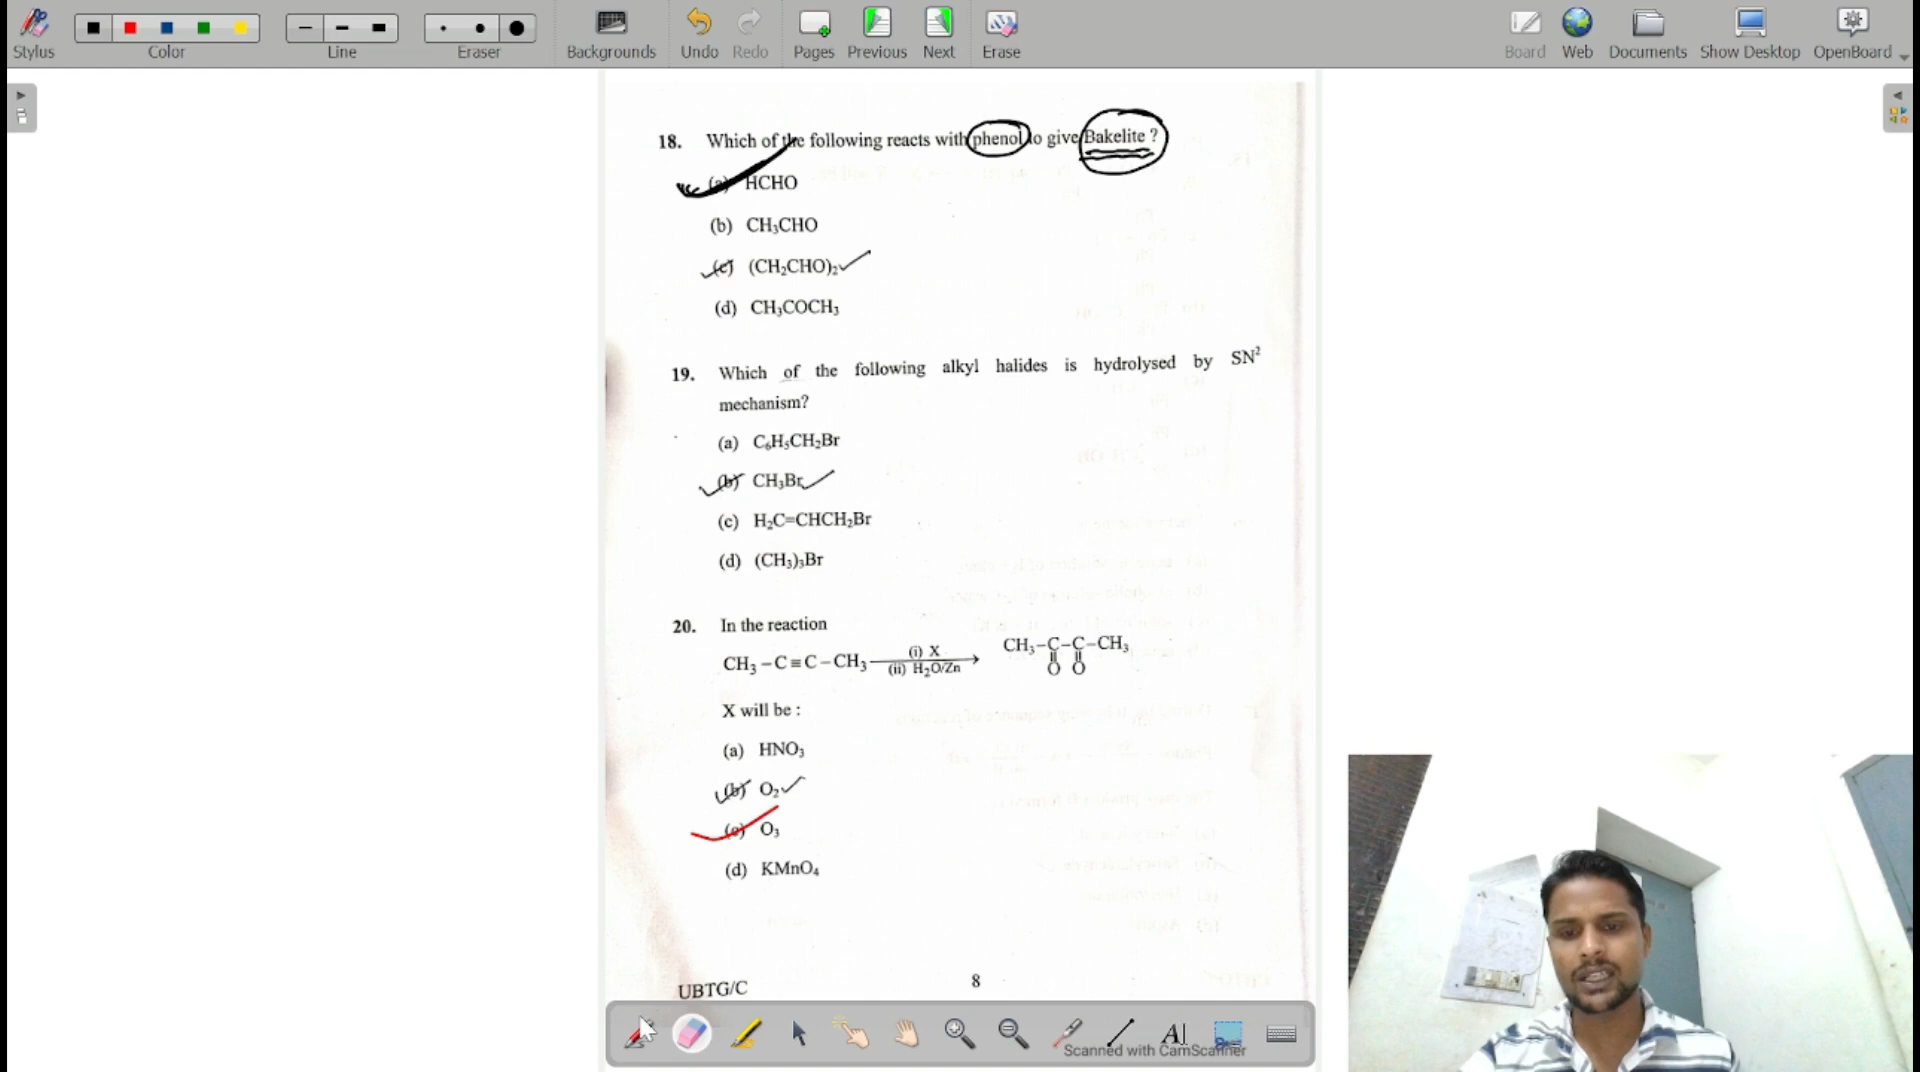 Stylus
Color
Line
Eraser
Backgrounds
Undo
Redo
Pages
Previous
Next
Erase
Board
Web
Documents
Show Desktop
OpenBoard
18. Which of the following reacts with phenol to give Bakelite ?
(a) HCHO
(b) CH₃CHO
(c) (CH₂CHO)₂
(d) CH₃COCH₃
19. Which of the following alkyl halides is hydrolysed by SN²
mechanism?
(a) C₆H₅CH₂Br
(b) CH₃Br
(c) H₂C=CHCH₂Br
(d) (CH₃)₃Br
20. In the reaction
CH₃–C≡C–CH₃ (i) X (ii) H₂O/Zn → CH₃–C–C–CH₃
O O
X will be :
(a) HNO₃
(b) O₂
(c) O₃
(d) KMnO₄
UBTG/C
8
Scanned with CamScanner